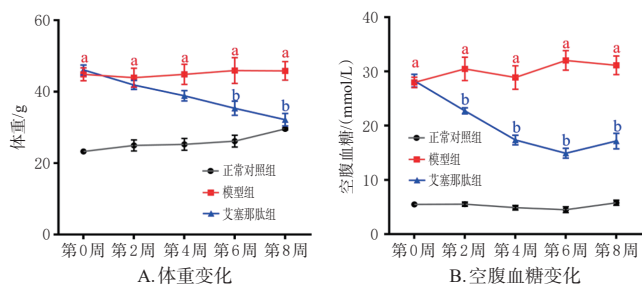 60
40
20
0
体重/g
a a a a a
b b
正常对照组
模型组
艾塞那肽组
第0周 第2周 第4周 第6周 第8周
A.体重变化
40
30
20
10
0
空腹血糖/(mmol/L)
a a a a a
b b b b
正常对照组
模型组
艾塞那肽组
第0周 第2周 第4周 第6周 第8周
B.空腹血糖变化